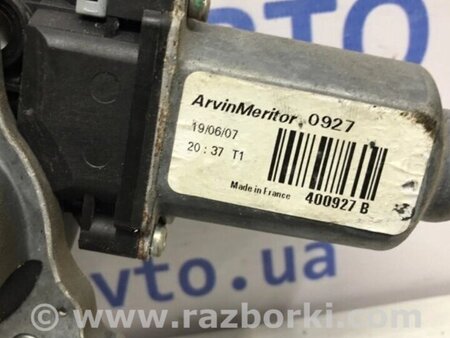 ArvinMeritor 0927
19/06/07
20 : 37 T1
Made in France
400927 B
vto.ua
© - www.razborki.com